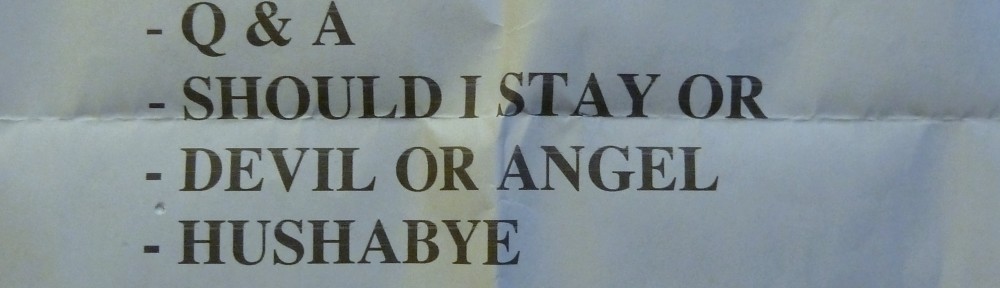 - Q & A
- SHOULD I STAY OR
- DEVIL OR ANGEL
- HUSHABYE